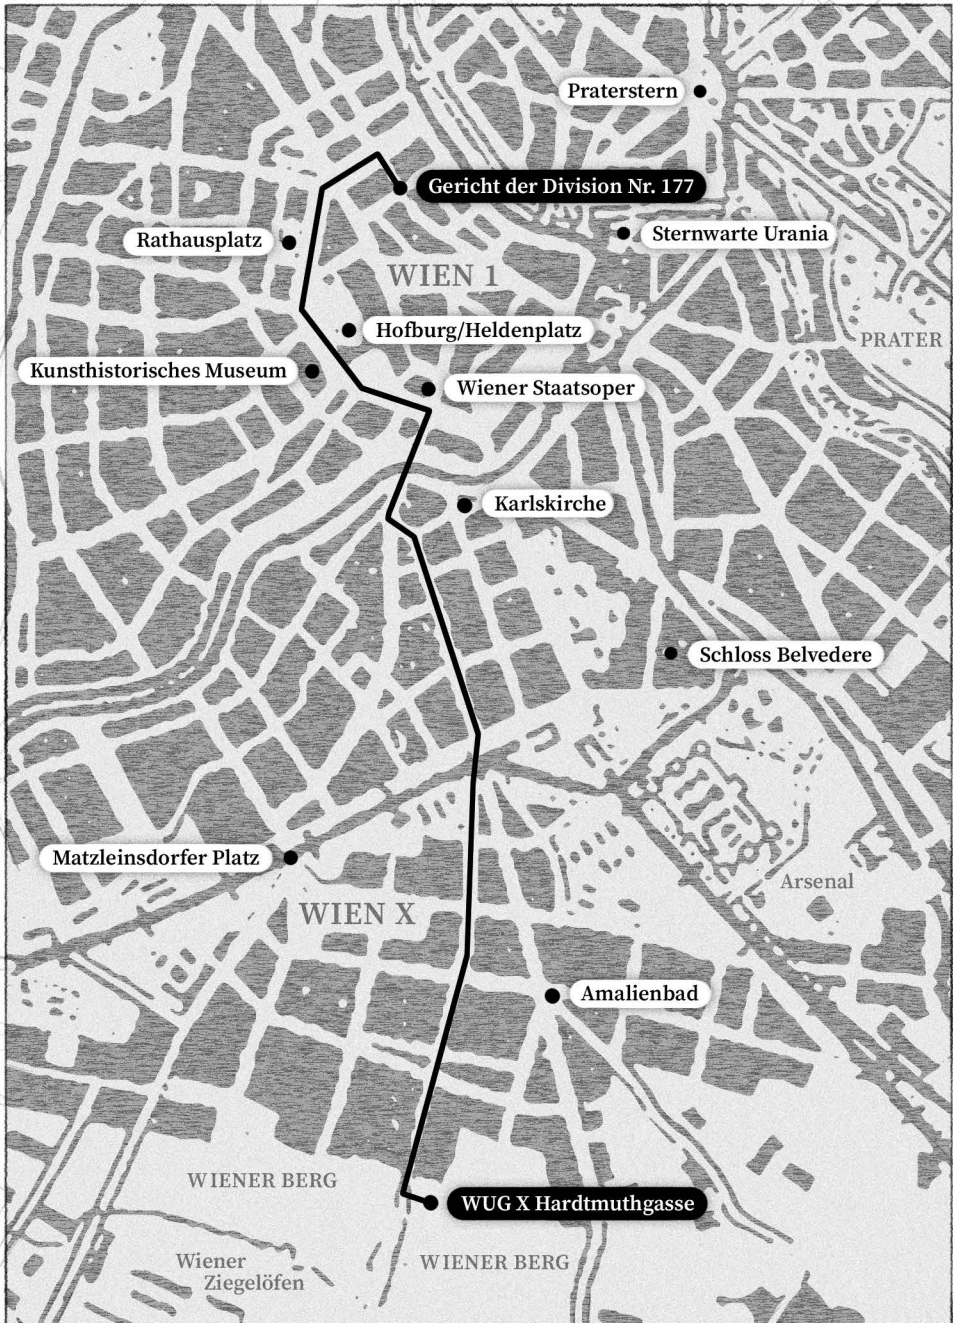 Praterstern
Gericht der Division Nr. 177
Rathausplatz
Sternwarte Urania
WIEN 1
Hofburg/Heldenplatz
PRATER
Kunsthistorisches Museum
Wiener Staatsoper
Karlskirche
Schloss Belvedere
Matzleinsdorfer Platz
Arsenal
WIEN X
Amalienbad
WIENER BERG
WUG X Hardtmuthgasse
Wiener
Ziegelöfen
WIENER BERG